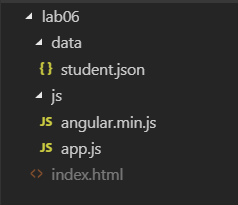 lab06
data
{ } student.json
js
JS angular.min.js
JS app.js
<> index.html